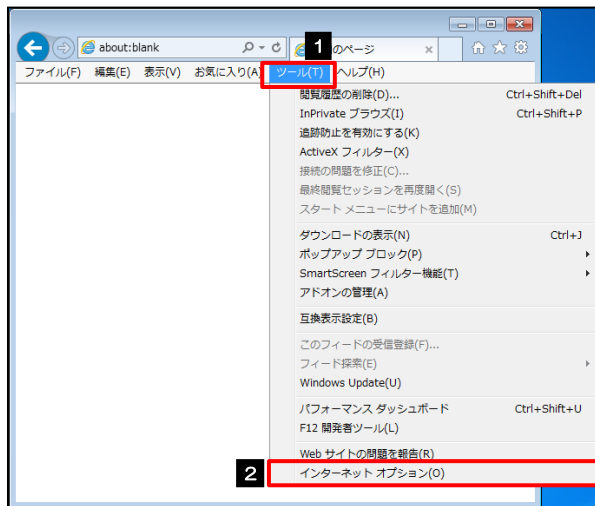 about:blank
1
のページ
ファイル(F) 編集(E) 表示(V) お気に入り(A) ツール(T) ヘルプ(H)
閲覧履歴の削除(D)... Ctrl+Shift+Del
InPrivate ブラウズ(I) Ctrl+Shift+P
追跡防止を有効にする(K)
ActiveX フィルター(X)
接続の問題を修正(C)...
最終閲覧セッションを再度開く(S)
スタート メニューにサイトを追加(M)
ダウンロードの表示(N) Ctrl+J
ポップアップ ブロック(P)
SmartScreen フィルター機能(T)
アドオンの管理(A)
互換表示設定(B)
このフィードの受信登録(F)...
フィード探索(E)
Windows Update(U)
パフォーマンス ダッシュボード Ctrl+Shift+U
F12 開発者ツール(L)
Web サイトの問題を報告(R)
2 インターネット オプション(O)